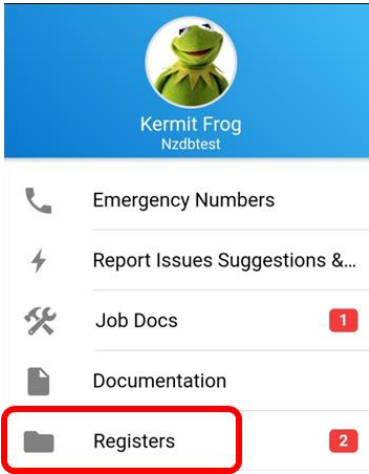 Kermit Frog
Nzdbtest
Emergency Numbers
Report Issues Suggestions &...
Job Docs 1
Documentation
Registers 2